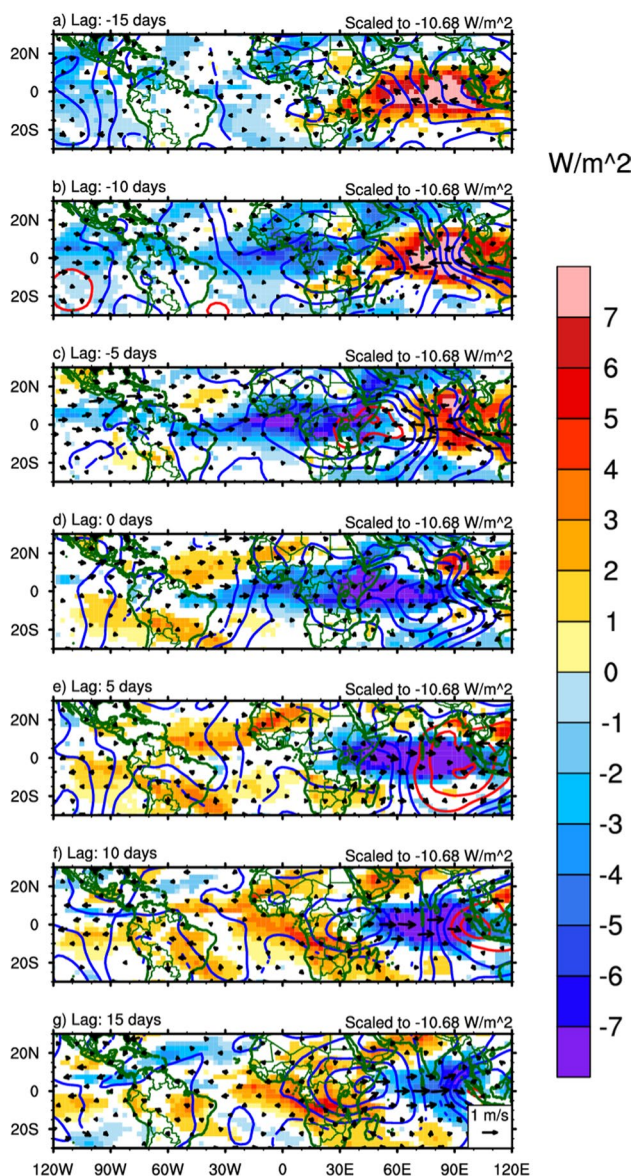 a) Lag: -15 days Scaled to -10.68 W/m^2
20N
0
20S
W/m^2
b) Lag: -10 days Scaled to -10.68 W/m^2
20N
0
20S
c) Lag: -5 days Scaled to -10.68 W/m^2
20N
0
20S
d) Lag: 0 days Scaled to -10.68 W/m^2
20N
0
20S
e) Lag: 5 days Scaled to -10.68 W/m^2
20N
0
20S
f) Lag: 10 days Scaled to -10.68 W/m^2
20N
0
20S
g) Lag: 15 days Scaled to -10.68 W/m^2
20N
0
20S
1 m/s
120W 90W 60W 30W 0 30E 60E 90E 120E
7
6
5
4
3
2
1
0
-1
-2
-3
-4
-5
-6
-7